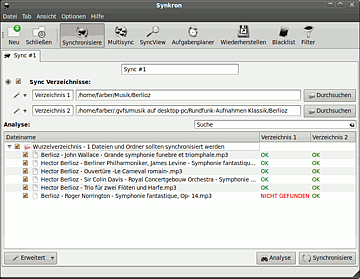 Synkron
Datei Tab Ansicht Optionen Hilfe
Neu Schließen Synchronisiere Multisync SyncView Aufgabenplaner Wiederherstellen Blacklist Filter
Sync #1
Sync #1
Sync Verzeichnisse:
Verzeichnis 1 /home/farber/Musik/Berlioz Durchsuchen
Verzeichnis 2 /home/farber/.gvfs/musik auf desktop-pc/Rundfunk-Aufnahmen Klassik/Berlioz Durchsuchen
Analyse: Suche
Dateiname Verzeichnis 1 Verzeichnis 2
Wurzelverzeichnis - 1 Dateien und Ordner sollten synchronisiert werden
Berlioz - John Wallace - Grande symphonie funebre et triomphale.mp3 OK OK
Hector Berlioz - Berliner Philharmoniker, James Levine - Symphonie fantastiqu... OK OK
Hector Berlioz - Ouvertüre -Le Carneval romain-.mp3 OK OK
Hector Berlioz - Sir Colin Davis - Royal Concertgebouw Orchestra - Symphonie ... OK OK
Hector Berlioz - Trio für zwei Flöten und Harfe.mp3 OK OK
Berlioz - Roger Norrington - Symphonie fantastique, Op- 14.mp3 NICHT GEFUNDEN OK
Erweitert Analyse Synchronisiere